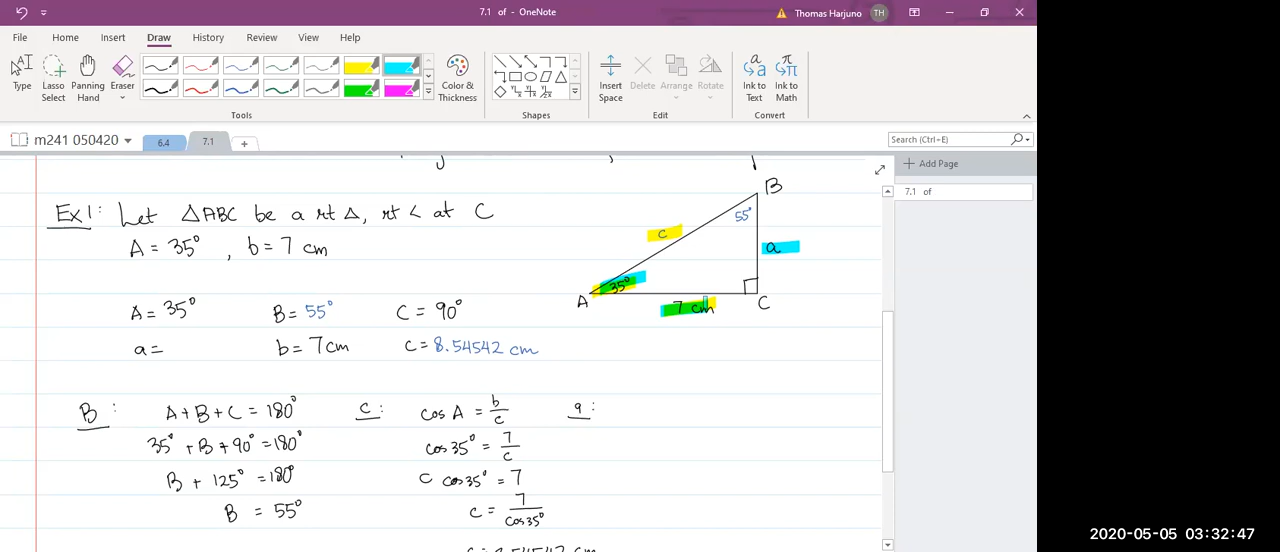 7.1 of - OneNote
Thomas Harjuno
TH
File Home Insert Draw History Review View Help
Type
Lasso Select
Panning Hand
Eraser
Color & Thickness
Insert Space
Delete
Arrange
Rotate
Ink to Text
Ink to Math
Tools
Shapes
Edit
Convert
m241 050420
6.4
7.1
Search (Ctrl+E)
Add Page
7.1 of
Ex 1: Let △ABC be a rt △, rt < at C
A = 35°, b = 7 cm
B
55°
c
a
35°
A
7 cm
C
A = 35° B = 55° C = 90°
a = b = 7 cm c = 8.54542 cm
B: A + B + C = 180°
35° + B + 90° = 180°
B + 125° = 180°
B = 55°
c: cos A = b/c
cos 35° = 7/c
c cos 35° = 7
c = 7/cos 35°
c = 8.54542 cm
a:
2020-05-05 03:32:47